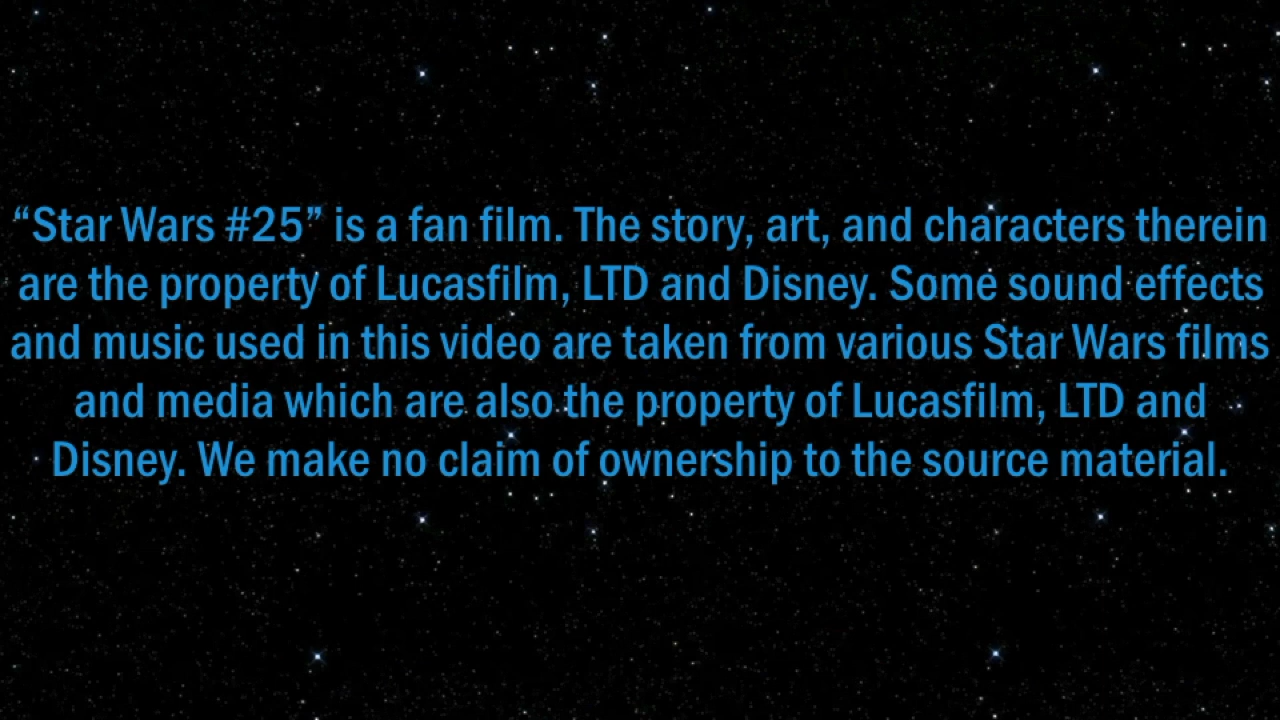 “Star Wars #25” is a fan film. The story, art, and characters therein
are the property of Lucasfilm, LTD and Disney. Some sound effects
and music used in this video are taken from various Star Wars films
and media which are also the property of Lucasfilm, LTD and
Disney. We make no claim of ownership to the source material.